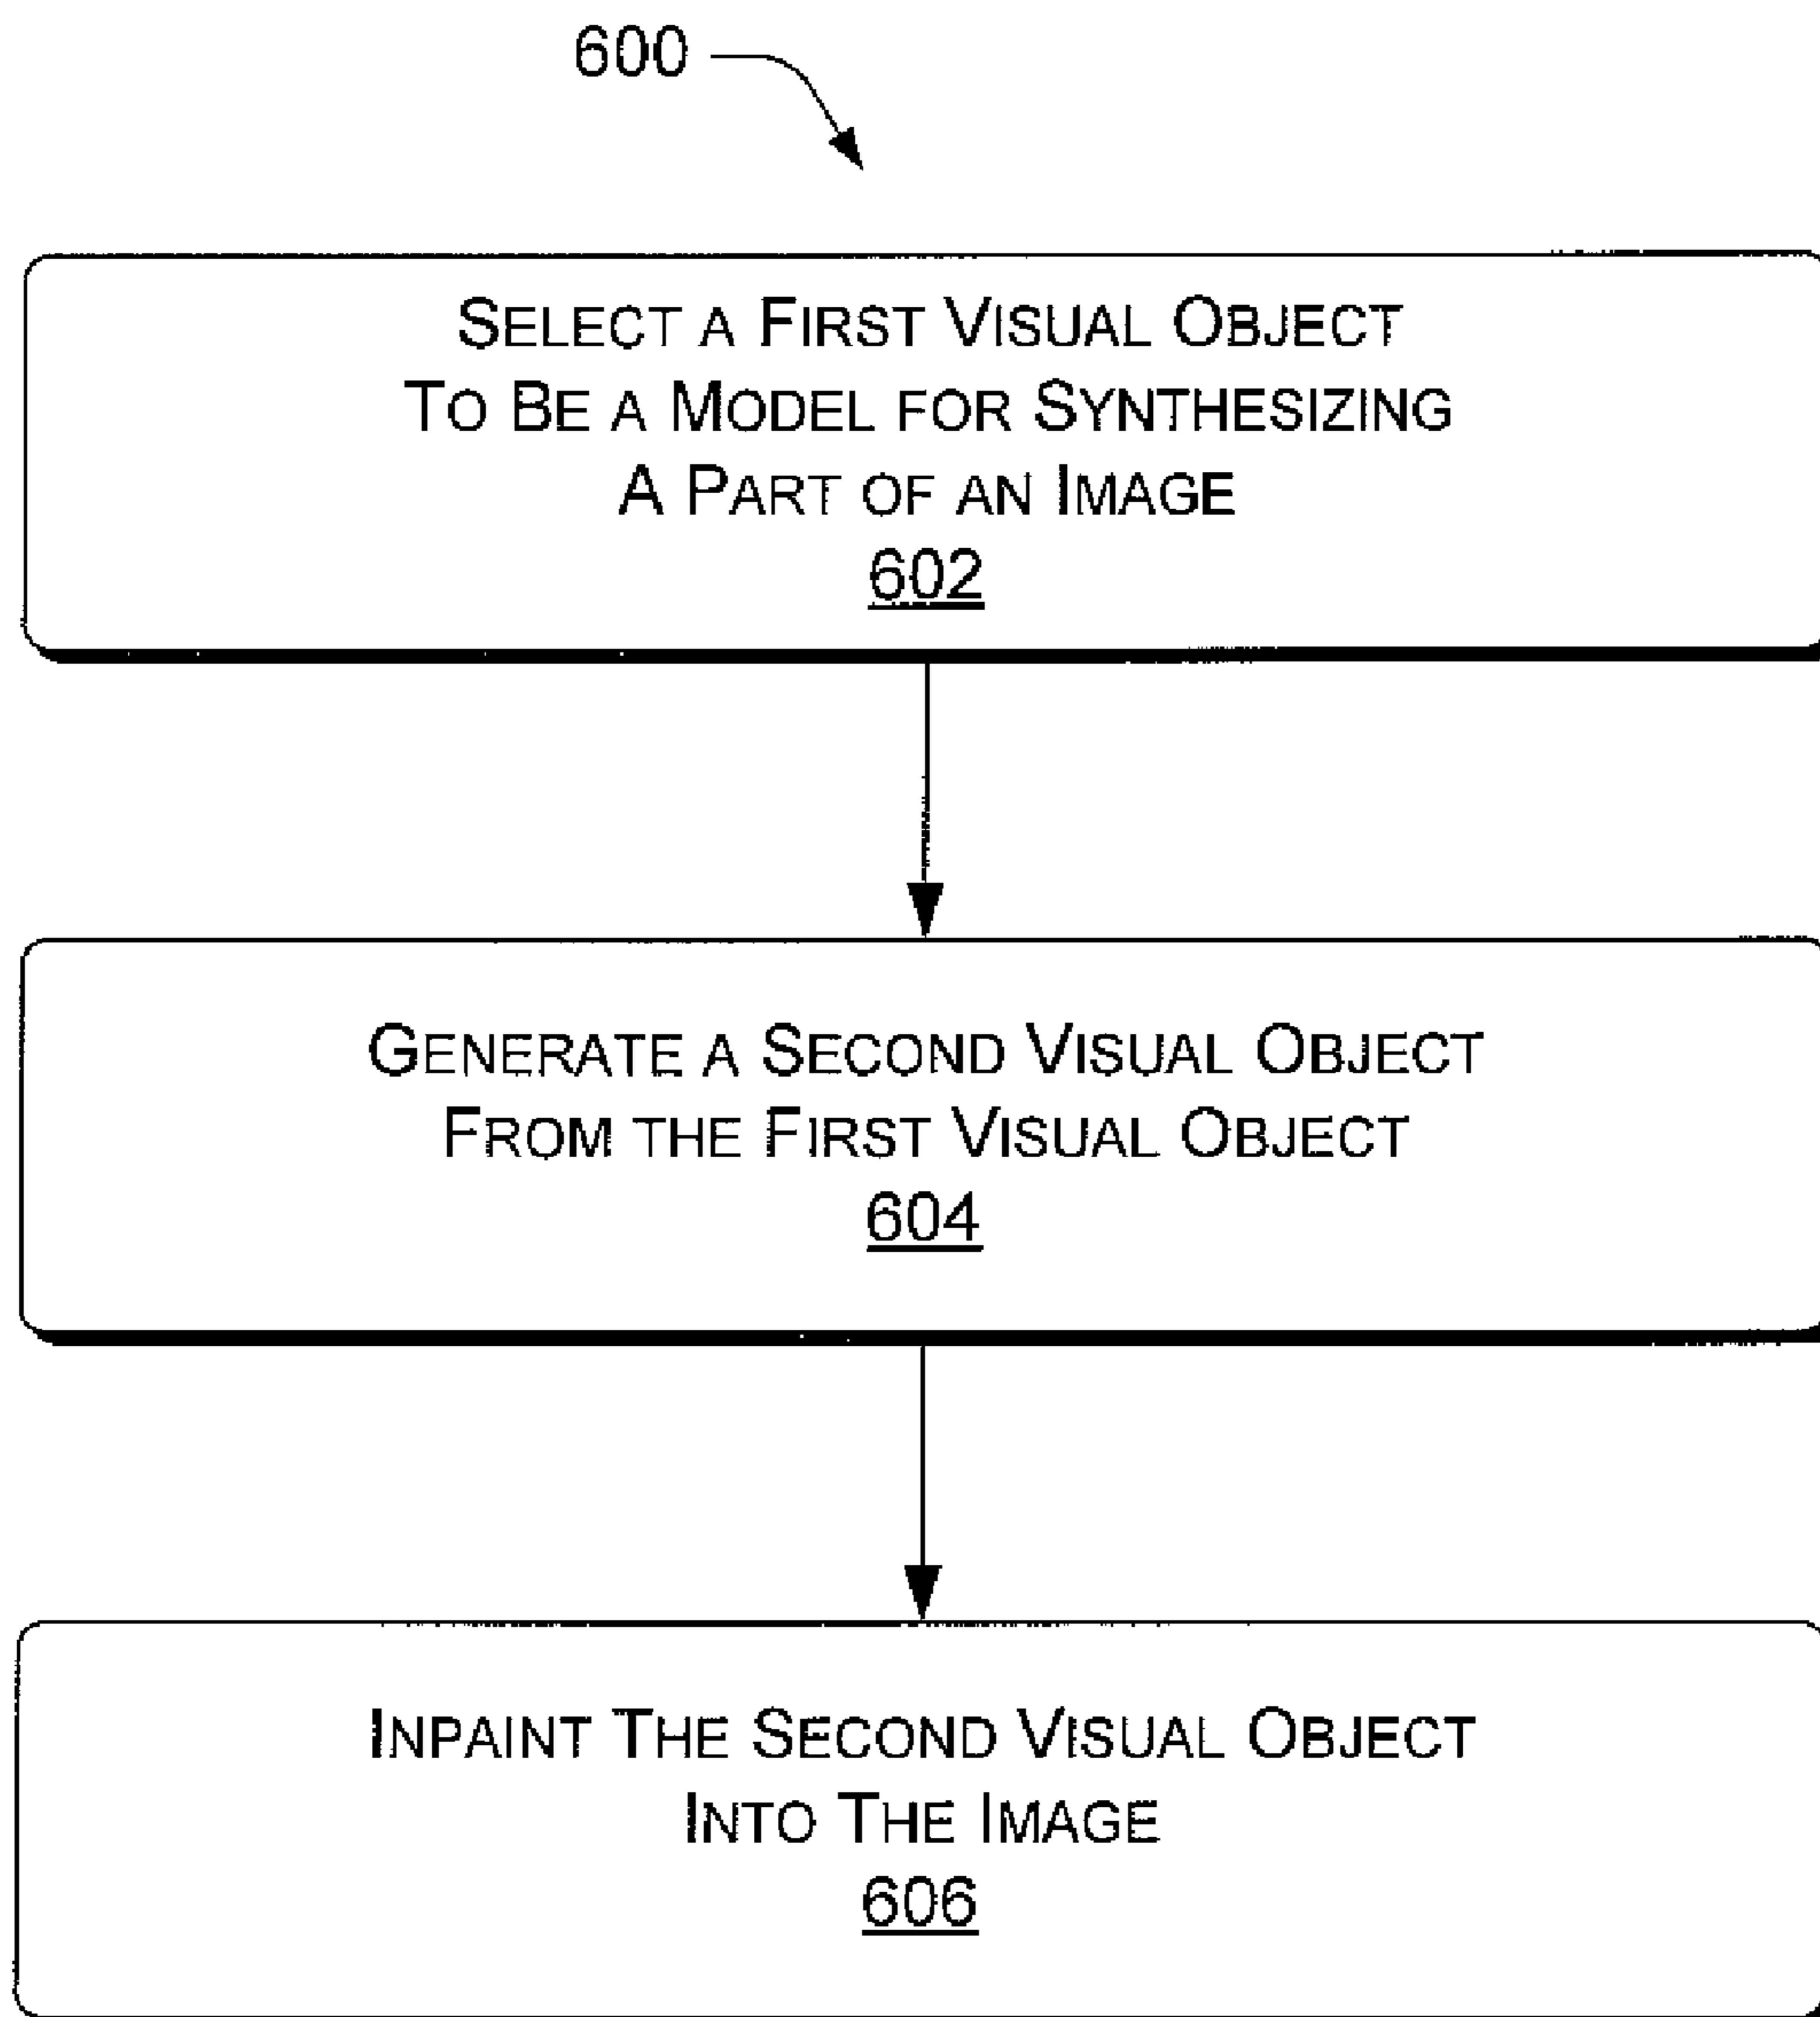 600
SELECT A FIRST VISUAL OBJECT
TO BE A MODEL FOR SYNTHESIZING
A PART OF AN IMAGE
602
GENERATE A SECOND VISUAL OBJECT
FROM THE FIRST VISUAL OBJECT
604
INPAINT THE SECOND VISUAL OBJECT
INTO THE IMAGE
606